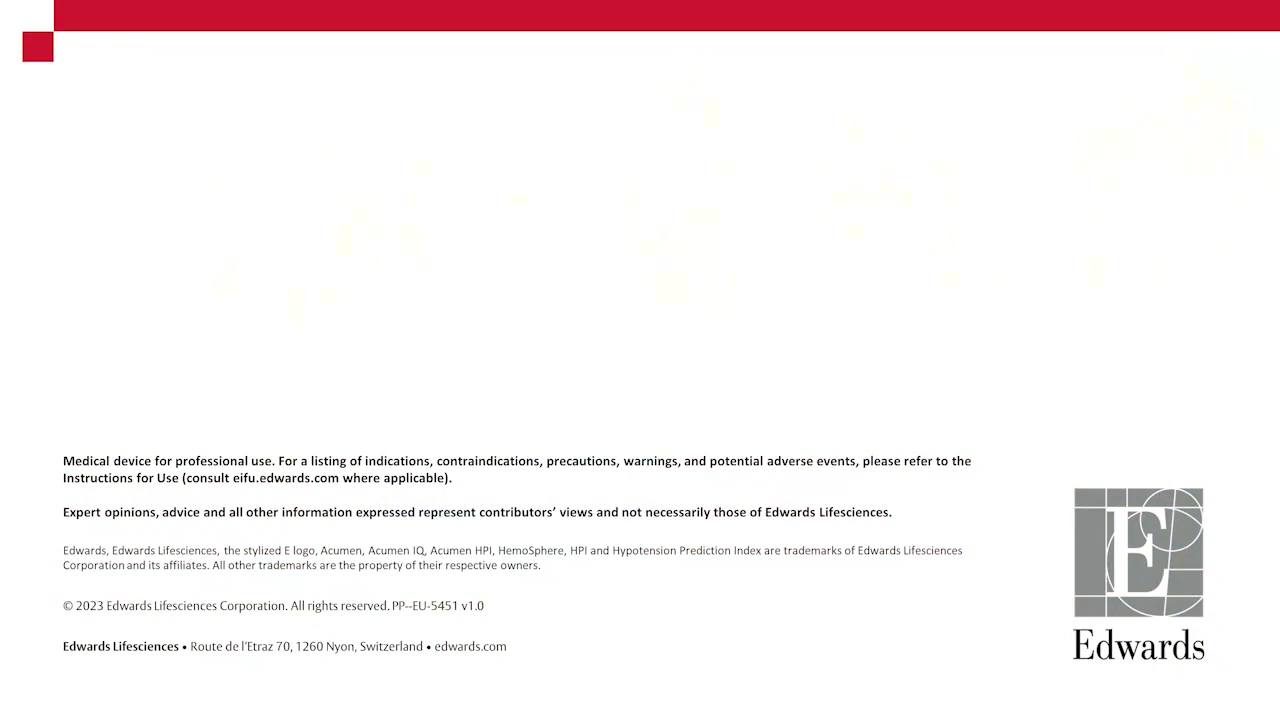 Medical device for professional use. For a listing of indications, contraindications, precautions, warnings, and potential adverse events, please refer to the
Instructions for Use (consult eifu.edwards.com where applicable).
Expert opinions, advice and all other information expressed represent contributors’ views and not necessarily those of Edwards Lifesciences.
Edwards, Edwards Lifesciences, the stylized E logo, Acumen, Acumen IQ, Acumen HPI, HemoSphere, HPI and Hypotension Prediction Index are trademarks of Edwards Lifesciences
Corporation and its affiliates. All other trademarks are the property of their respective owners.
© 2023 Edwards Lifesciences Corporation. All rights reserved. PP--EU-5451 v1.0
Edwards Lifesciences • Route de l’Etraz 70, 1260 Nyon, Switzerland • edwards.com
E
Edwards